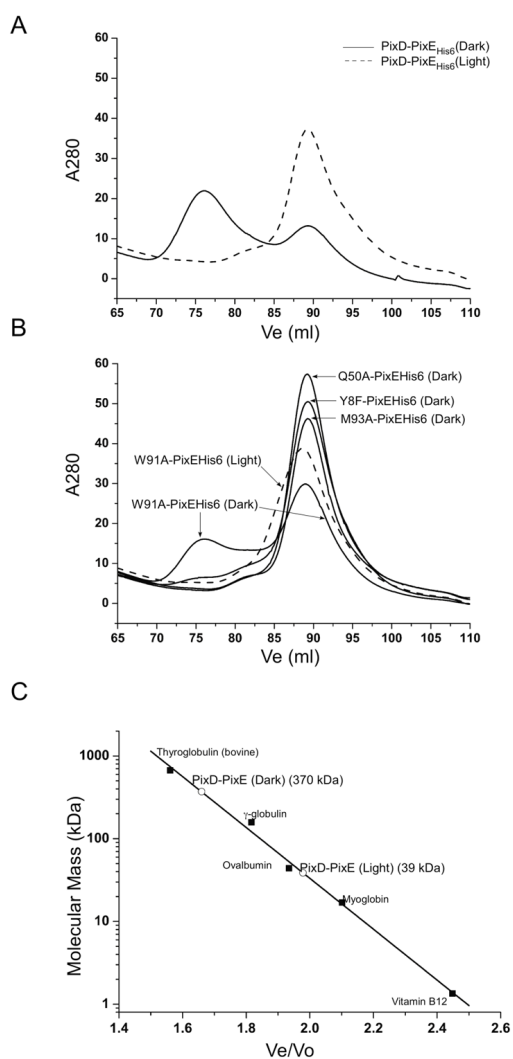 A
60
50
40
30
20
10
0
A280
PixD-PixEHis6(Dark)
PixD-PixEHis6(Light)
65 70 75 80 85 90 95 100 105 110
Ve (ml)
B
60
50
40
30
20
10
0
A280
Q50A-PixEHis6 (Dark)
Y8F-PixEHis6 (Dark)
M93A-PixEHis6 (Dark)
W91A-PixEHis6 (Light)
W91A-PixEHis6 (Dark)
65 70 75 80 85 90 95 100 105 110
Ve (ml)
C
1000
100
10
1
Molecular Mass (kDa)
Thyroglobulin (bovine)
PixD-PixE (Dark) (370 kDa)
γ-globulin
Ovalbumin
PixD-PixE (Light) (39 kDa)
Myoglobin
Vitamin B12
1.4 1.6 1.8 2.0 2.2 2.4 2.6
Ve/Vo